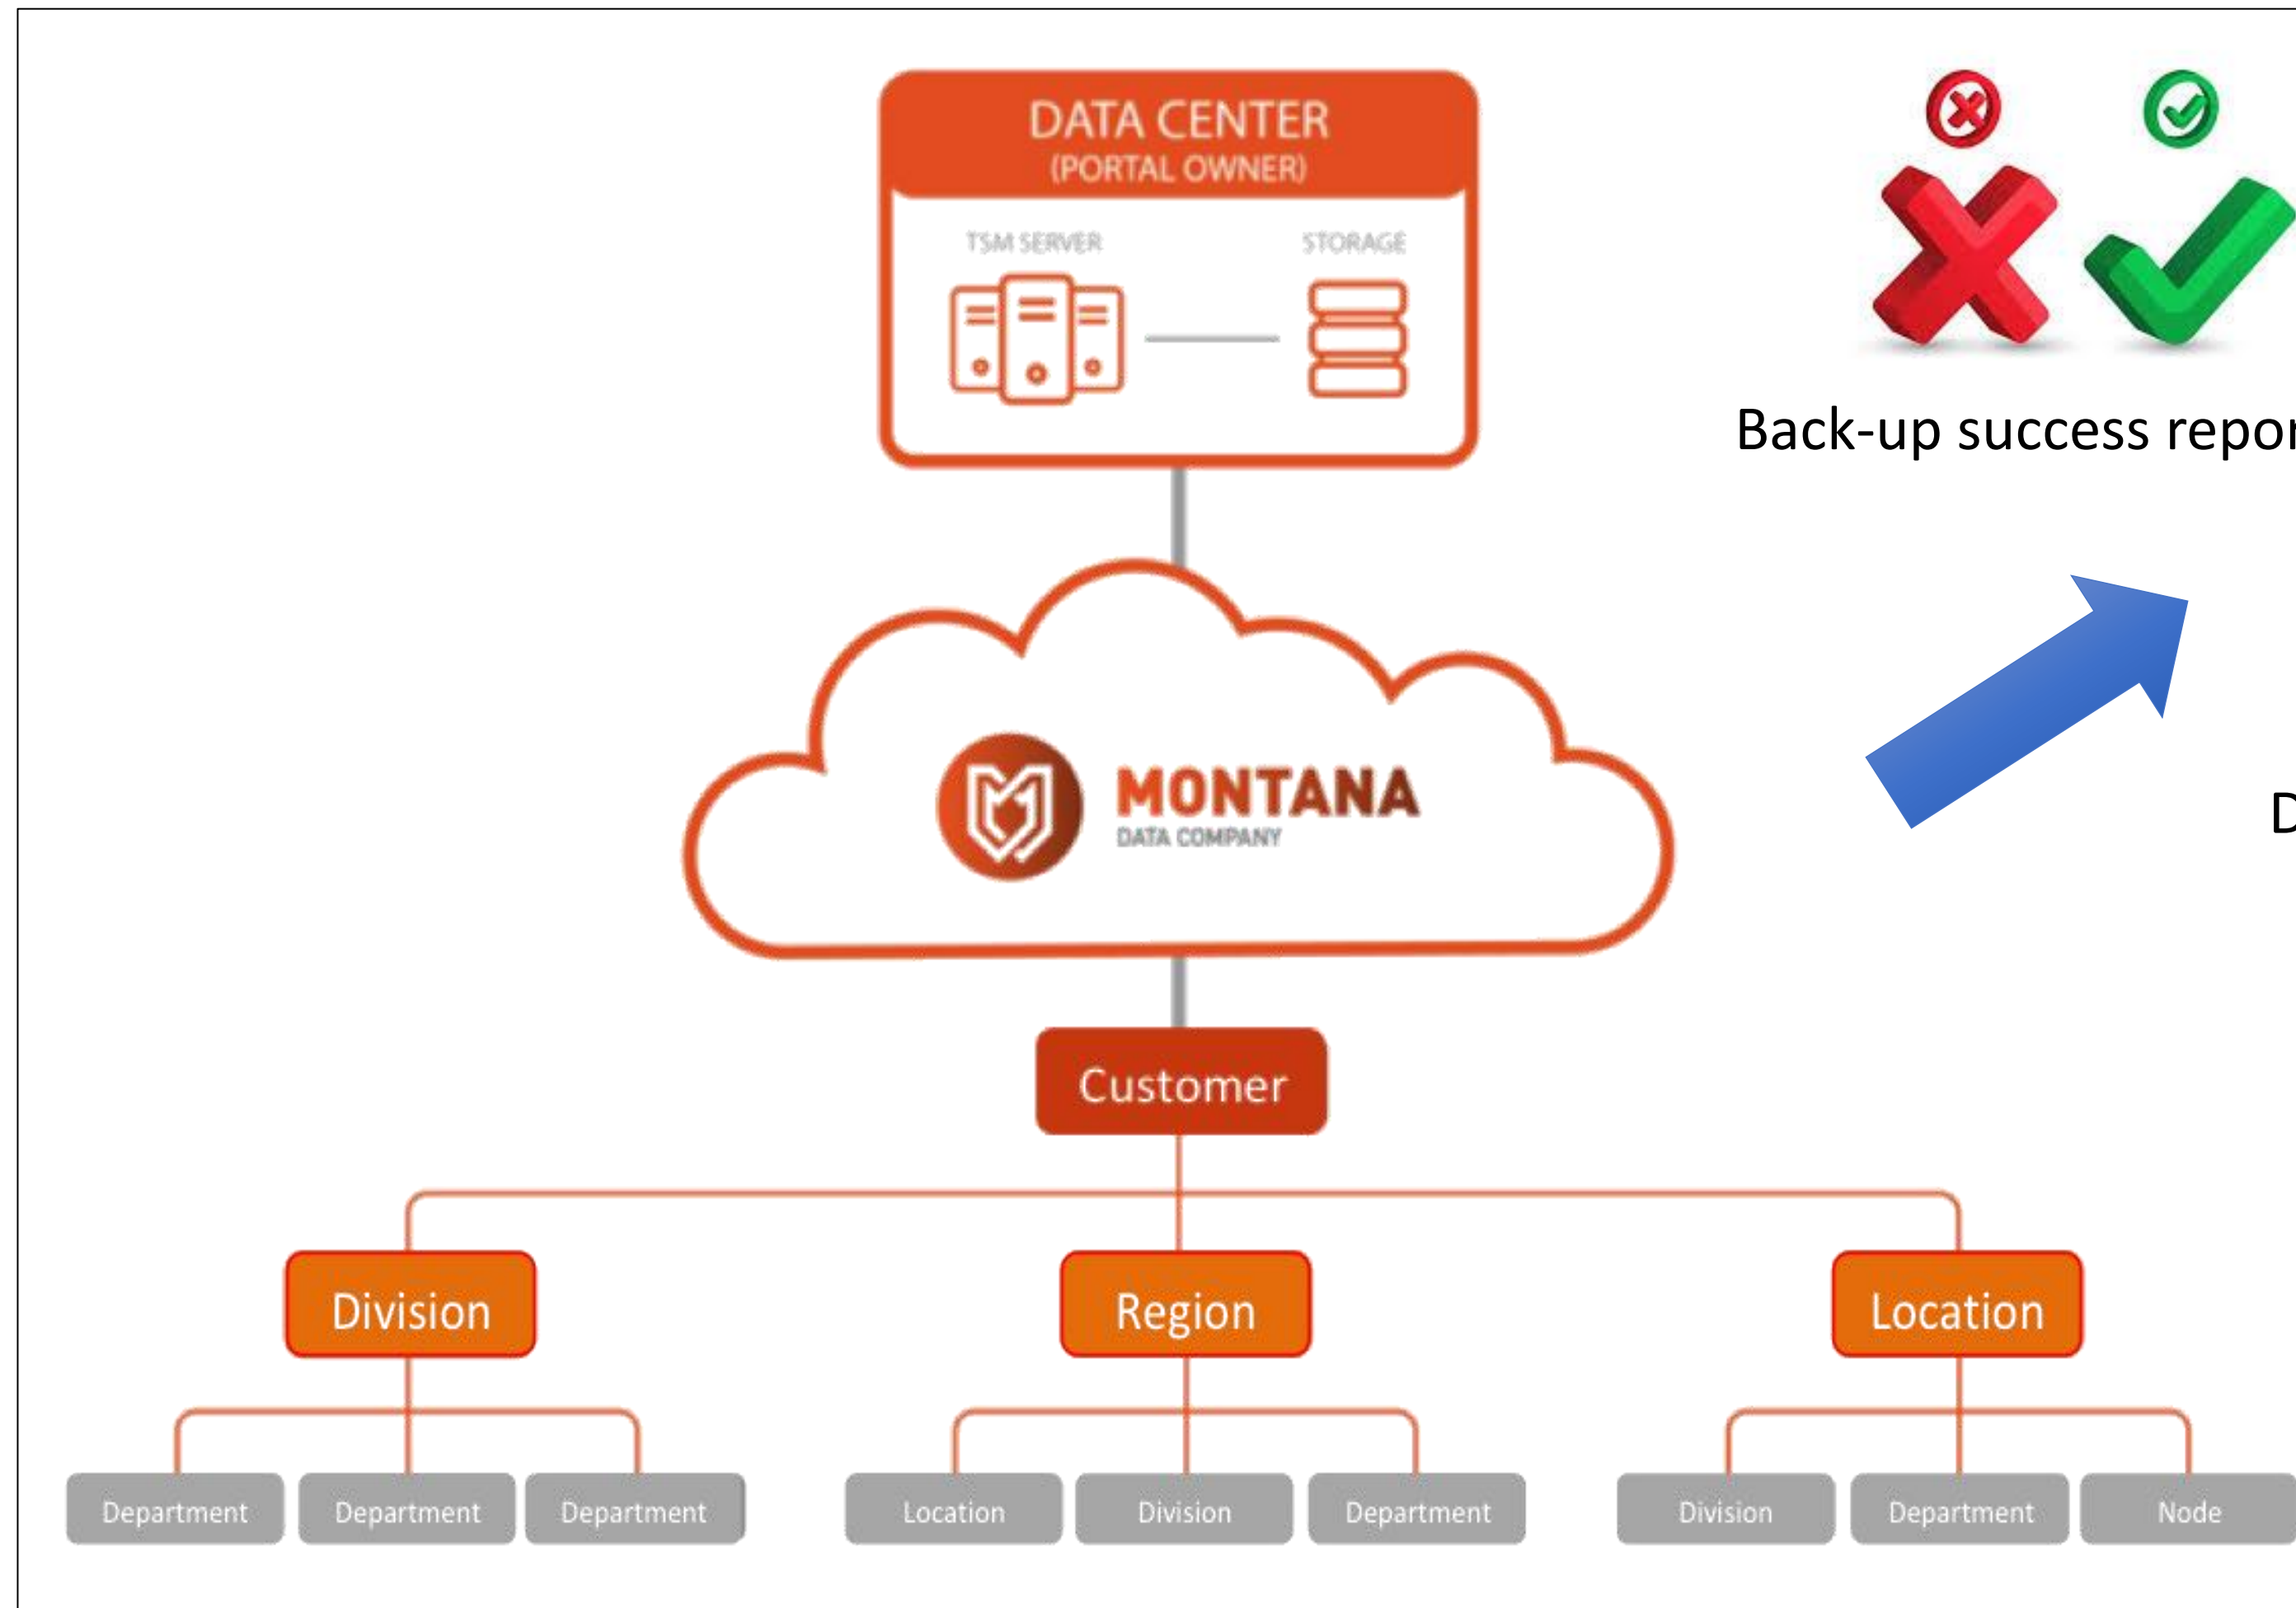 DATA CENTER
(PORTAL OWNER)
TSM SERVER
STORAGE
Back-up success repor
MONTANA
DATA COMPANY
D
Customer
Division
Region
Location
Department
Department
Department
Location
Division
Department
Division
Department
Node